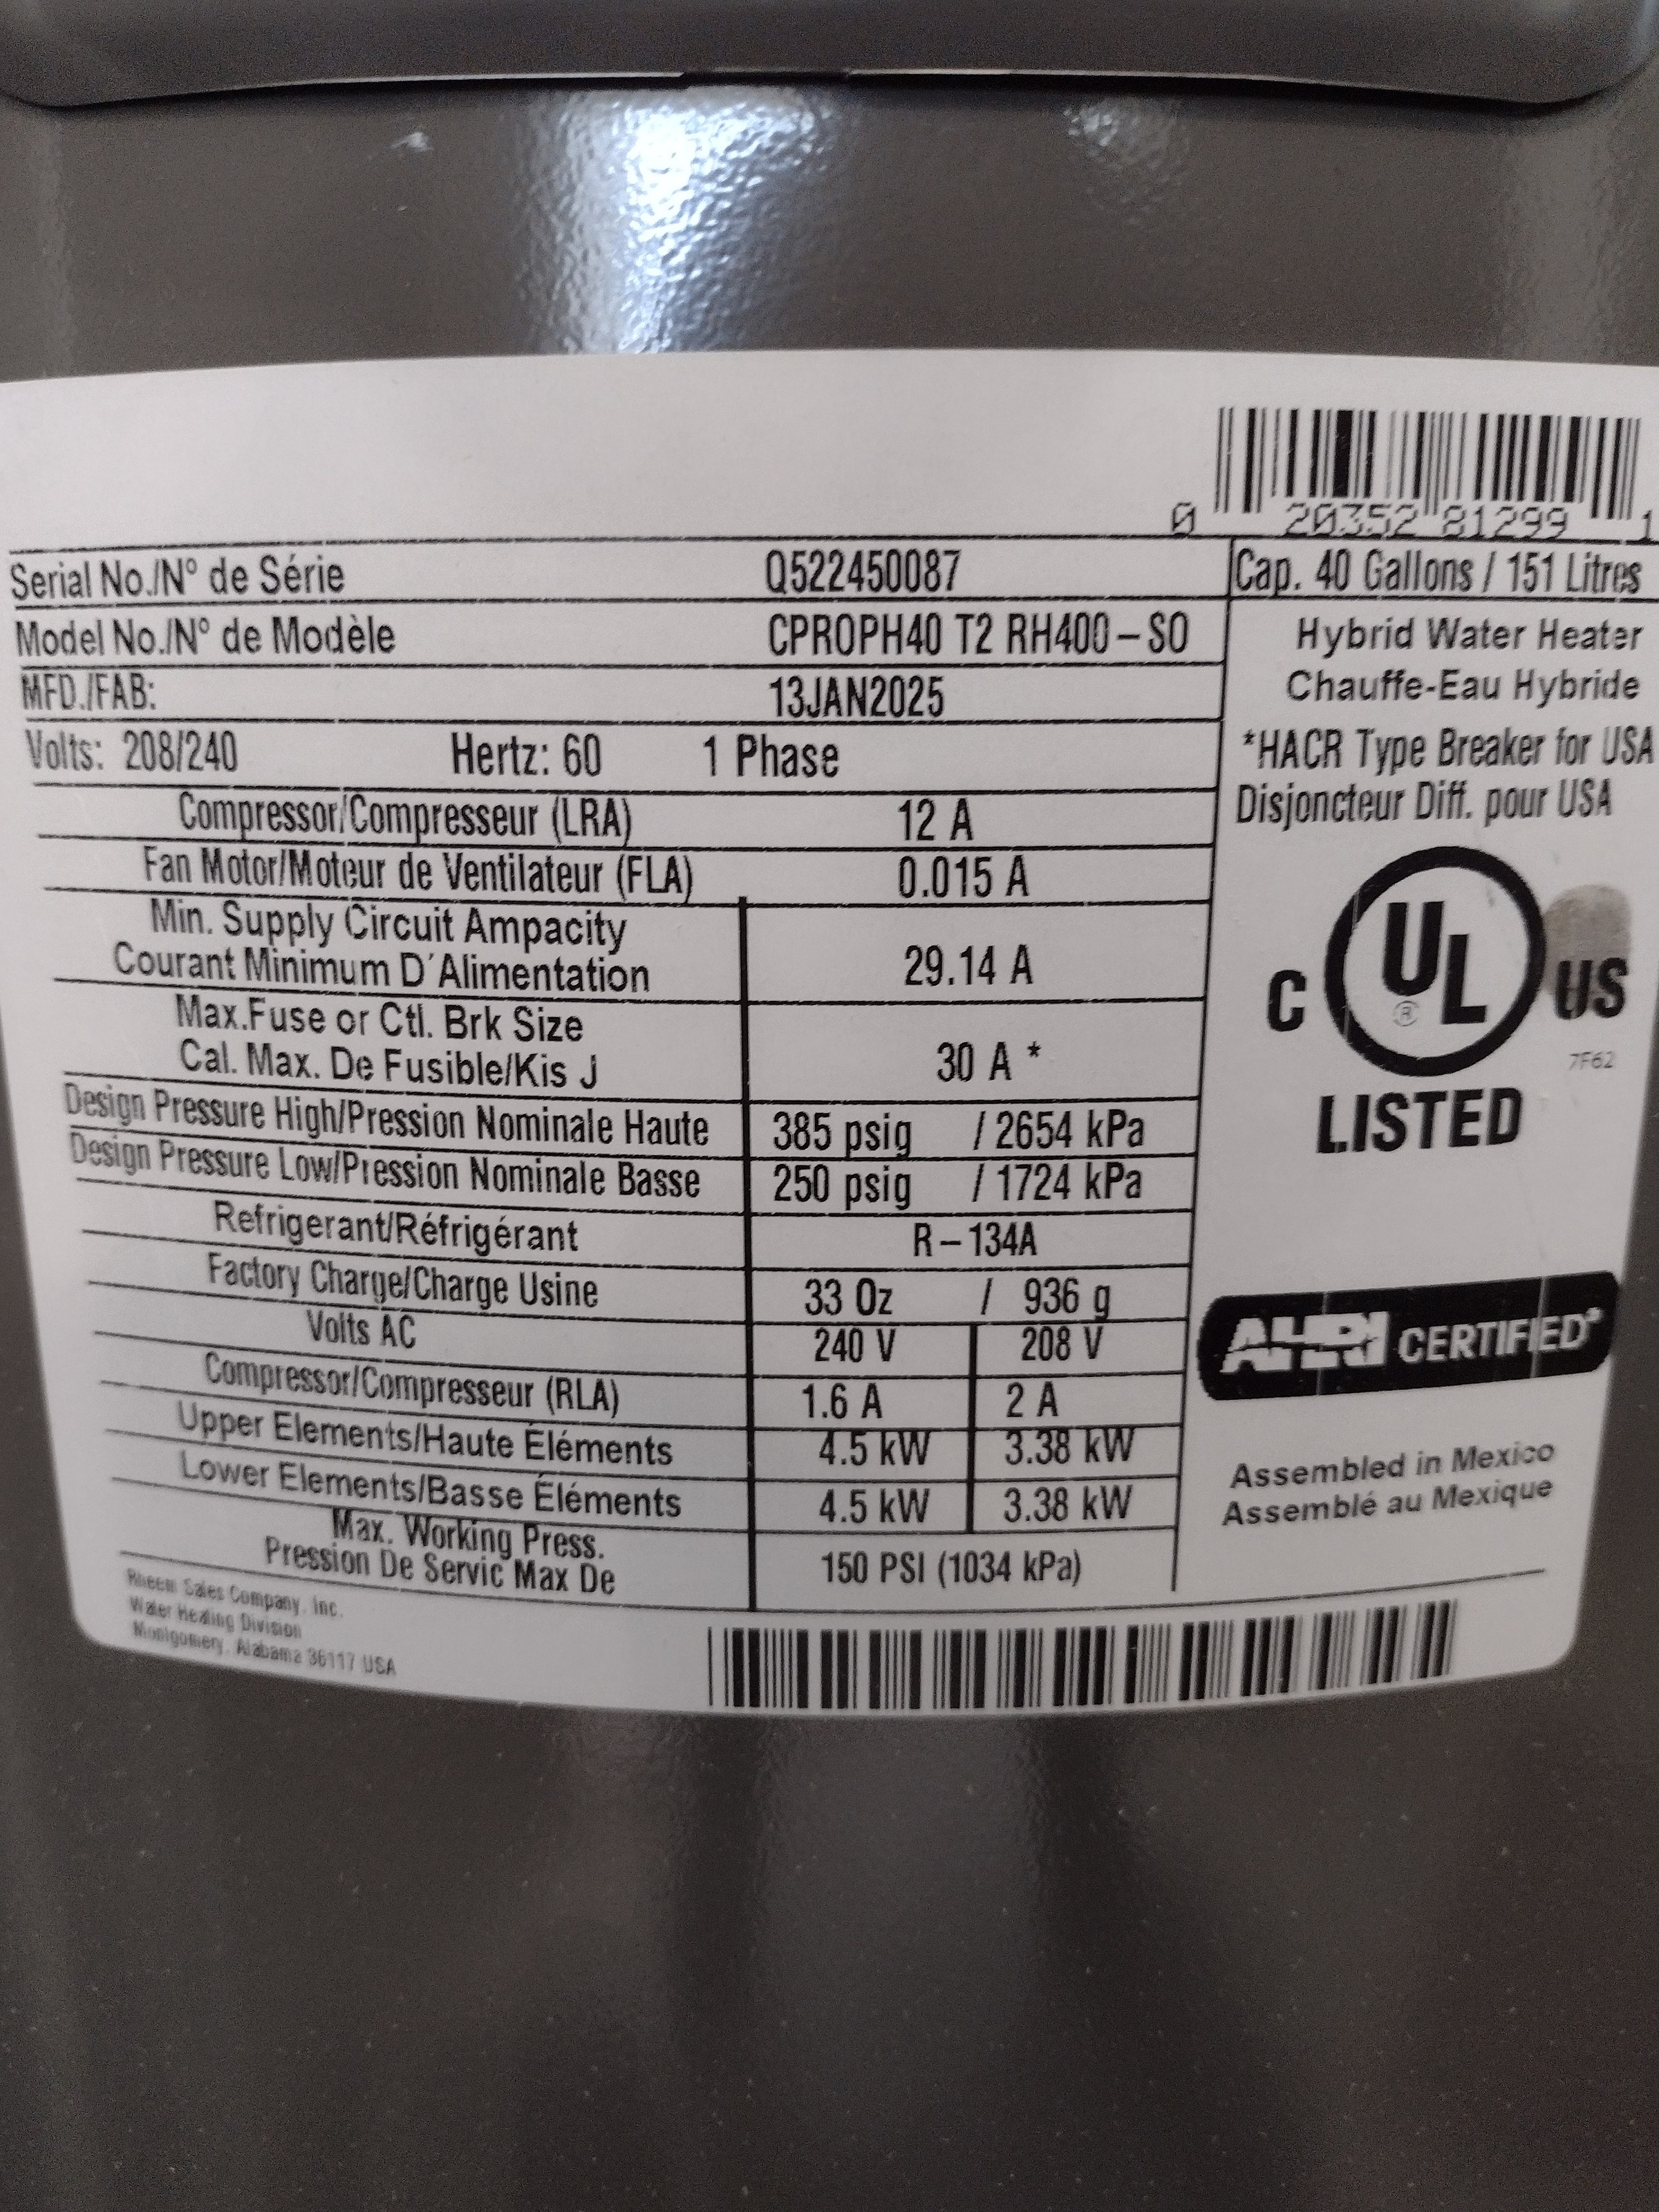 0 20352 81299 1
Serial No./N° de Série Q522450087 Cap. 40 Gallons / 151 Litres
Model No./N° de Modèle CPROPH40 T2 RH400-SO
Hybrid Water Heater
Chauffe-Eau Hybride
MFD./FAB: 13JAN2025
Volts: 208/240 Hertz: 60 1 Phase
*HACR Type Breaker for USA
Disjoncteur Diff. pour USA
Compressor/Compresseur (LRA) 12 A
Fan Motor/Moteur de Ventilateur (FLA) 0.015 A
Min. Supply Circuit Ampacity
Courant Minimum D'Alimentation 29.14 A
C UL ® US
7F62
LISTED
Max.Fuse or Ctl. Brk Size
Cal. Max. De Fusible/Kis J 30 A *
Design Pressure High/Pression Nominale Haute 385 psig / 2654 kPa
Design Pressure Low/Pression Nominale Basse 250 psig / 1724 kPa
Refrigerant/Réfrigérant R-134A
Factory Charge/Charge Usine 33 Oz / 936 g
Volts AC 240 V 208 V
AHRI CERTIFIED®
Compressor/Compresseur (RLA) 1.6 A 2 A
Upper Elements/Haute Éléments 4.5 kW 3.38 kW
Lower Elements/Basse Éléments 4.5 kW 3.38 kW
Assembled in Mexico
Assemblé au Mexique
Max. Working Press.
Pression De Servic Max De 150 PSI (1034 kPa)
Rheem Sales Company, Inc.
Water Heating Division
Montgomery, Alabama 36117 USA